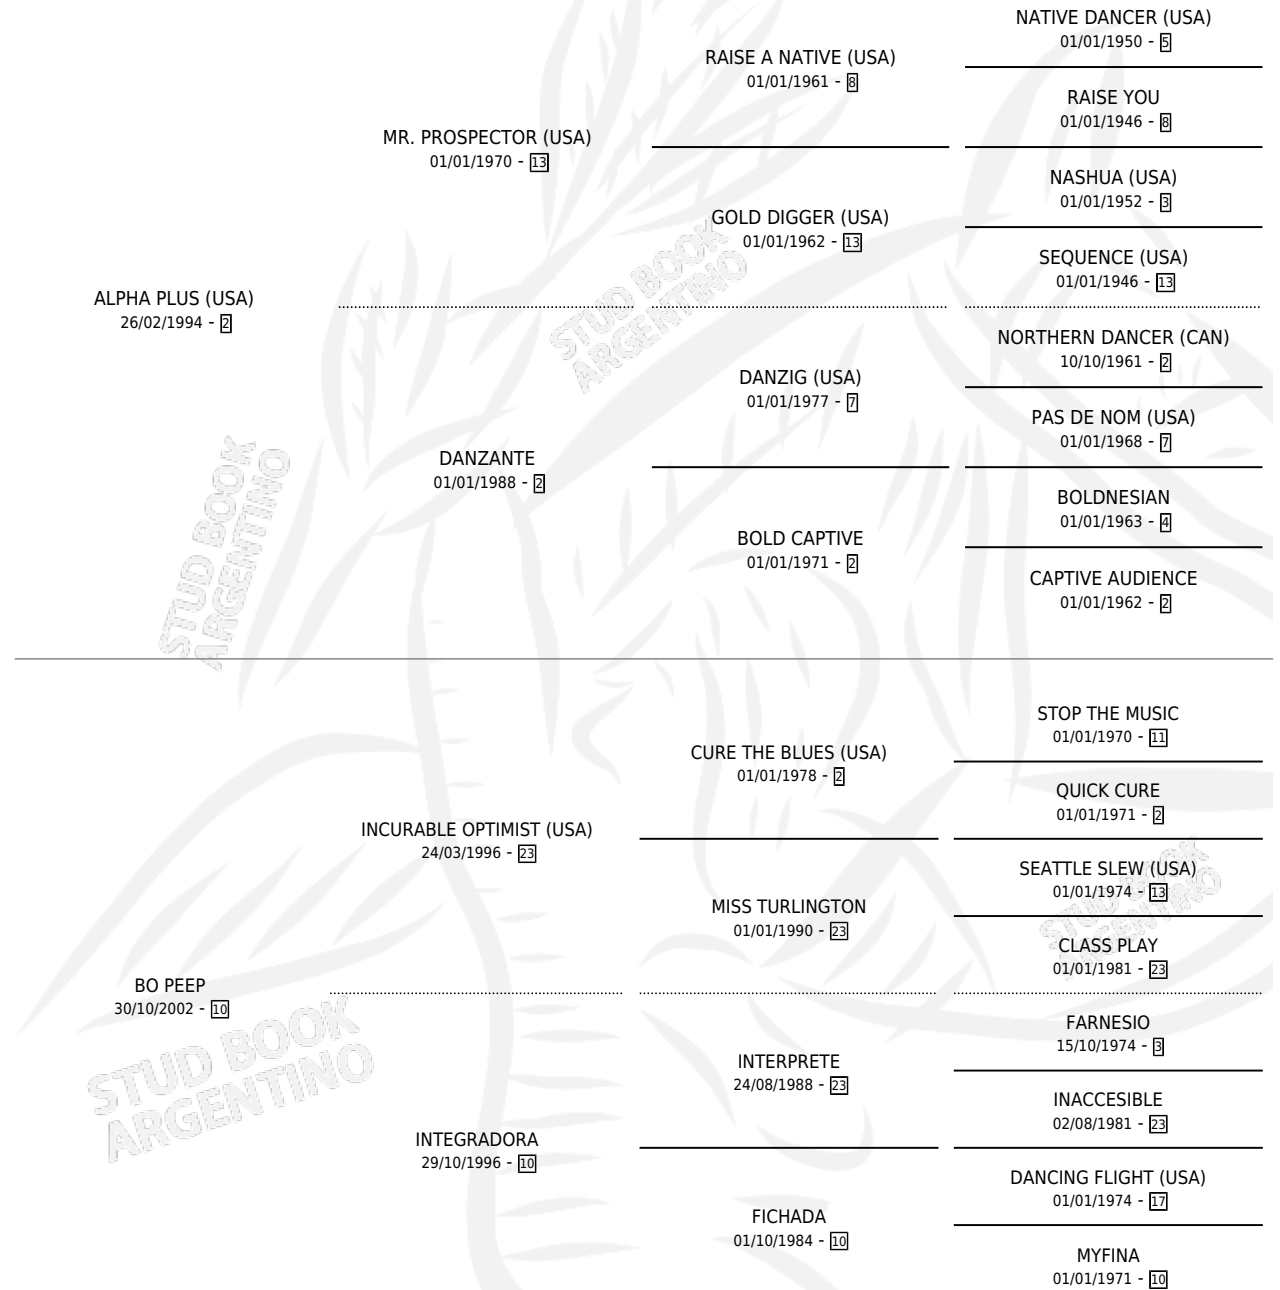 NATIVE DANCER (USA)
01/01/1950 - 5
RAISE A NATIVE (USA)
01/01/1961 - 8
RAISE YOU
01/01/1946 - 8
MR. PROSPECTOR (USA)
01/01/1970 - 13
NASHUA (USA)
01/01/1952 - 3
GOLD DIGGER (USA)
01/01/1962 - 13
SEQUENCE (USA)
01/01/1946 - 13
ALPHA PLUS (USA)
26/02/1994 - 2
NORTHERN DANCER (CAN)
10/10/1961 - 2
DANZIG (USA)
01/01/1977 - 7
PAS DE NOM (USA)
01/01/1968 - 7
DANZANTE
01/01/1988 - 2
BOLDNESIAN
01/01/1963 - 4
BOLD CAPTIVE
01/01/1971 - 2
CAPTIVE AUDIENCE
01/01/1962 - 2
STOP THE MUSIC
01/01/1970 - 11
CURE THE BLUES (USA)
01/01/1978 - 2
QUICK CURE
01/01/1971 - 2
INCURABLE OPTIMIST (USA)
24/03/1996 - 23
SEATTLE SLEW (USA)
01/01/1974 - 13
MISS TURLINGTON
01/01/1990 - 23
CLASS PLAY
01/01/1981 - 23
BO PEEP
30/10/2002 - 10
FARNESIO
15/10/1974 - 3
INTERPRETE
24/08/1988 - 23
INACCESIBLE
02/08/1981 - 23
INTEGRADORA
29/10/1996 - 10
DANCING FLIGHT (USA)
01/01/1974 - 17
FICHADA
01/10/1984 - 10
MYFINA
01/01/1971 - 10
STUD BOOK
ARGENTINO
STUD BOOK
ARGENTINO
STUD BOOK
ARGENTINO
STUD BOOK
ARGENTINO